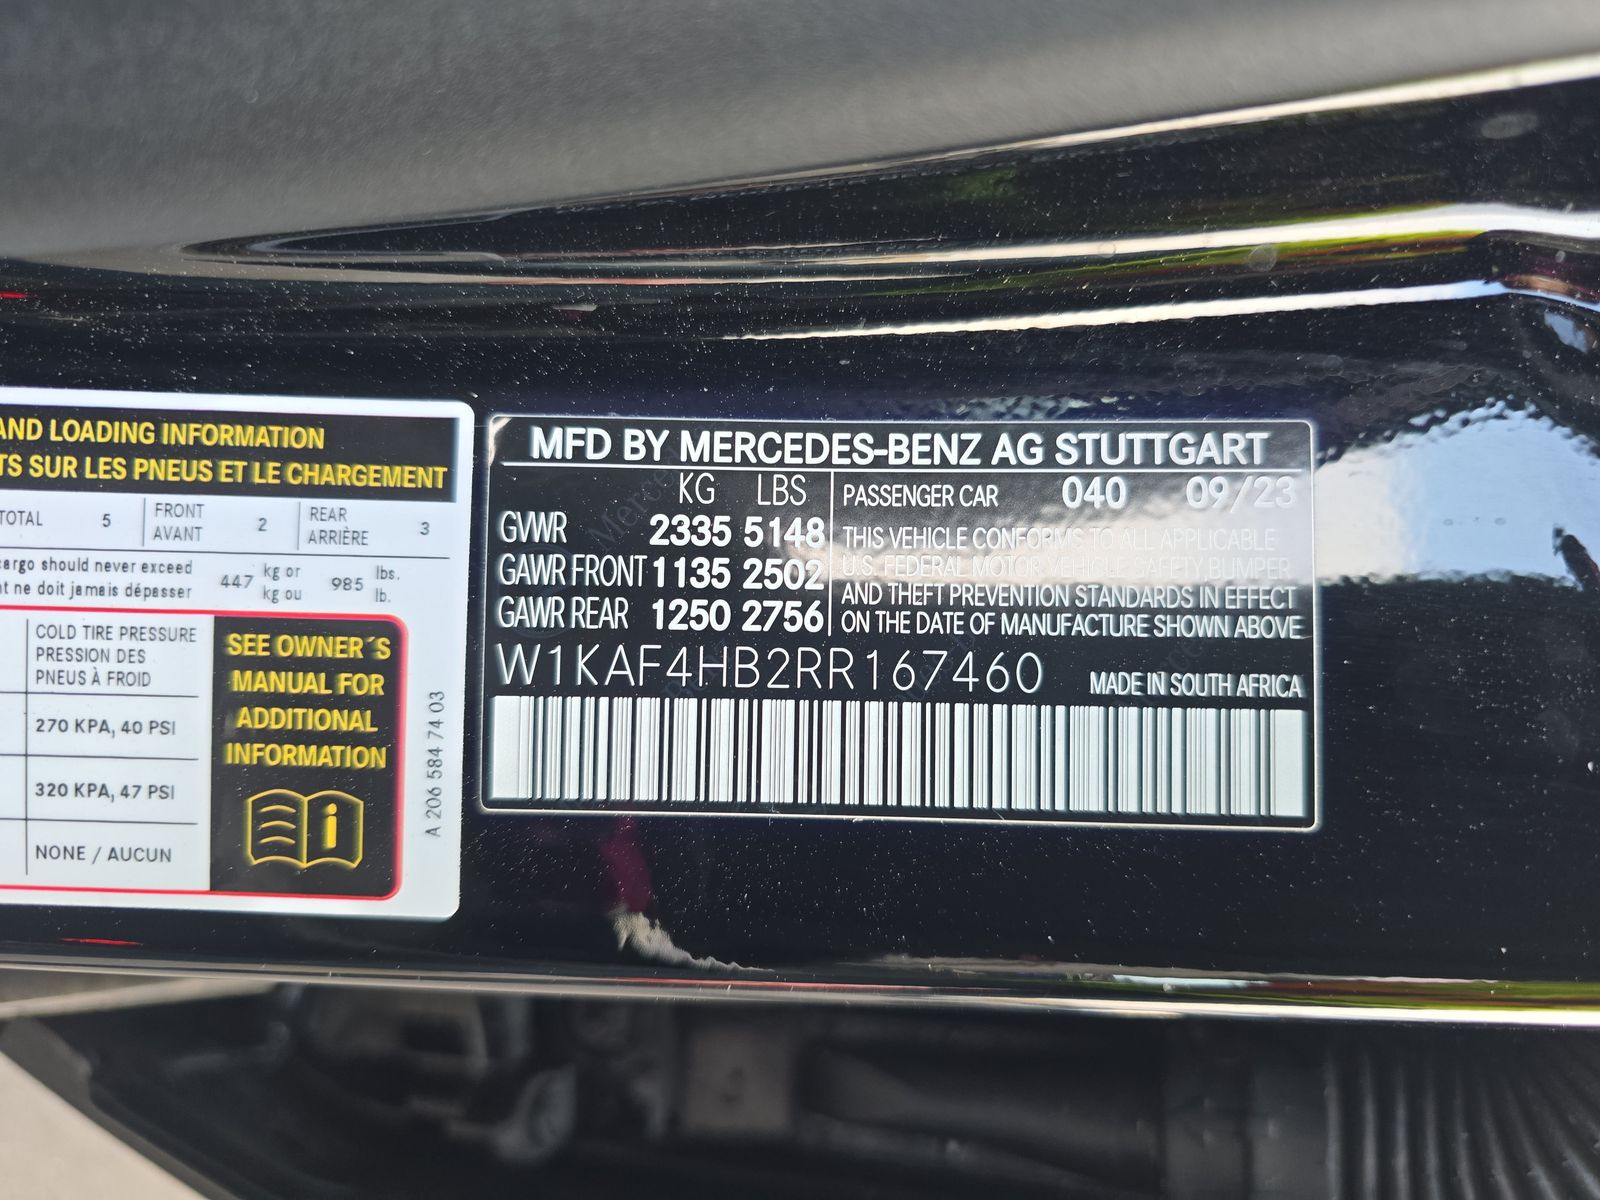 AND LOADING INFORMATION
TS SUR LES PNEUS ET LE CHARGEMENT
TOTAL 5 FRONT AVANT 2 REAR ARRIÈRE 3
cargo should never exceed
nt ne doit jamais dépasser
447 kg or kg ou 985 lbs. lb.
COLD TIRE PRESSURE
PRESSION DES
PNEUS À FROID
270 KPA, 40 PSI
320 KPA, 47 PSI
NONE / AUCUN
SEE OWNER´S
MANUAL FOR
ADDITIONAL
INFORMATION
i
A 206 584 74 03
MFD BY MERCEDES-BENZ AG STUTTGART
KG LBS
GVWR 2335 5148
GAWR FRONT 1135 2502
GAWR REAR 1250 2756
PASSENGER CAR 040 09/23
THIS VEHICLE CONFORMS TO ALL APPLICABLE
U.S. FEDERAL MOTOR VEHICLE SAFETY BUMPER
AND THEFT PREVENTION STANDARDS IN EFFECT
ON THE DATE OF MANUFACTURE SHOWN ABOVE
W1KAF4HB2RR167460
MADE IN SOUTH AFRICA